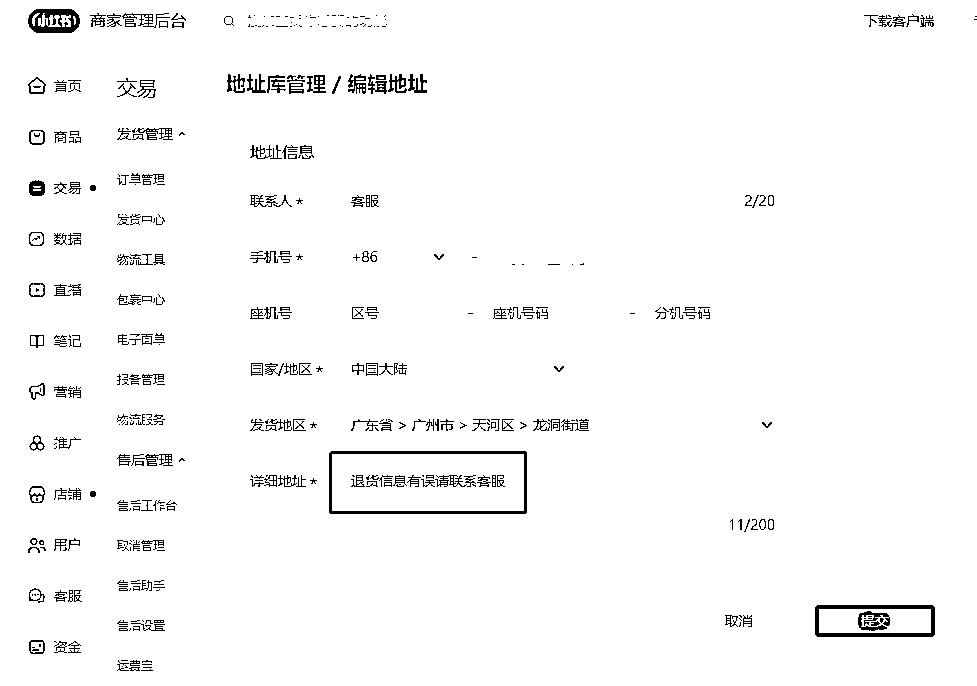 小红书 商家管理后台 下载客户端
首页
商品
交易
数据
直播
笔记
营销
推广
店铺
用户
客服
资金
交易
发货管理
订单管理
发货中心
物流工具
包裹中心
电子面单
报备管理
物流服务
售后管理
售后工作台
取消管理
售后助手
售后设置
运费宝
地址库管理 / 编辑地址
地址信息
联系人 * 客服 2/20
手机号 * +86 -
座机号 区号 - 座机号码 - 分机号码
国家/地区 * 中国大陆
发货地区 * 广东省 > 广州市 > 天河区 > 龙洞街道
详细地址 * 退货信息有误请联系客服
11/200
取消 提交